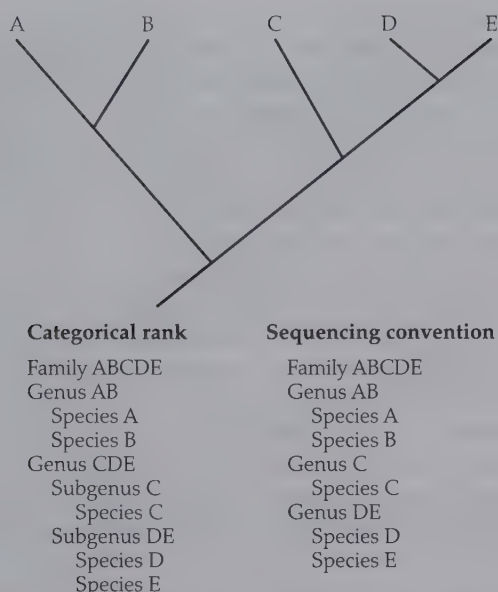 A B C D E
Categorical rank
Family ABCDE
Genus AB
Species A
Species B
Genus CDE
Subgenus C
Species C
Subgenus DE
Species D
Species E
Sequencing convention
Family ABCDE
Genus AB
Species A
Species B
Genus C
Species C
Genus DE
Species D
Species E